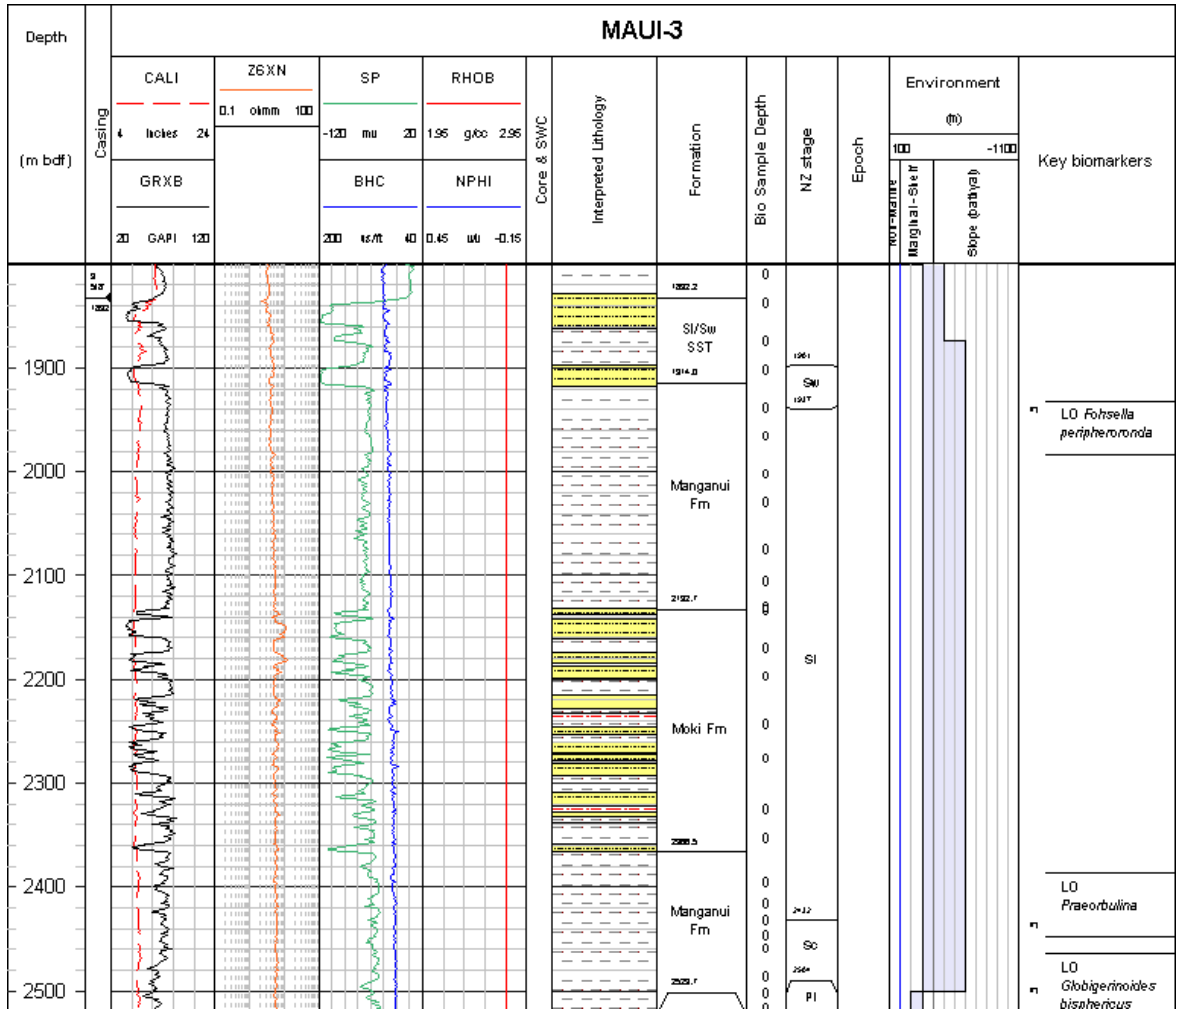 MAUI-3
Depth
(m bdf)
Casing
CALI
4 Inches 24
GRXB
20 GAPI 120
Z6XN
0.1 ohmm 100
SP
-120 mu 20
BHC
200 us/ft 40
RHOB
1.95 g/cc 2.95
NPHI
0.45 -0.15
Core & SWC
Interpreted Lithology
Formation
Bio Sample Depth
NZ stage
Epoch
Environment
(m)
100 -1100
Non-Marine
Marginal-Shelf
Slope (bathyal)
Key biomarkers
SI/Sw
SST
1900
Sw
LO Fohsella
peripheroronda
2000
Manganui
Fm
2100
SI
2200
Moki Fm
2300
2400
LO
Praeorbulina
Manganui
Fm
Sc
LO
Globigerinoides
bisphericus
2500
PI